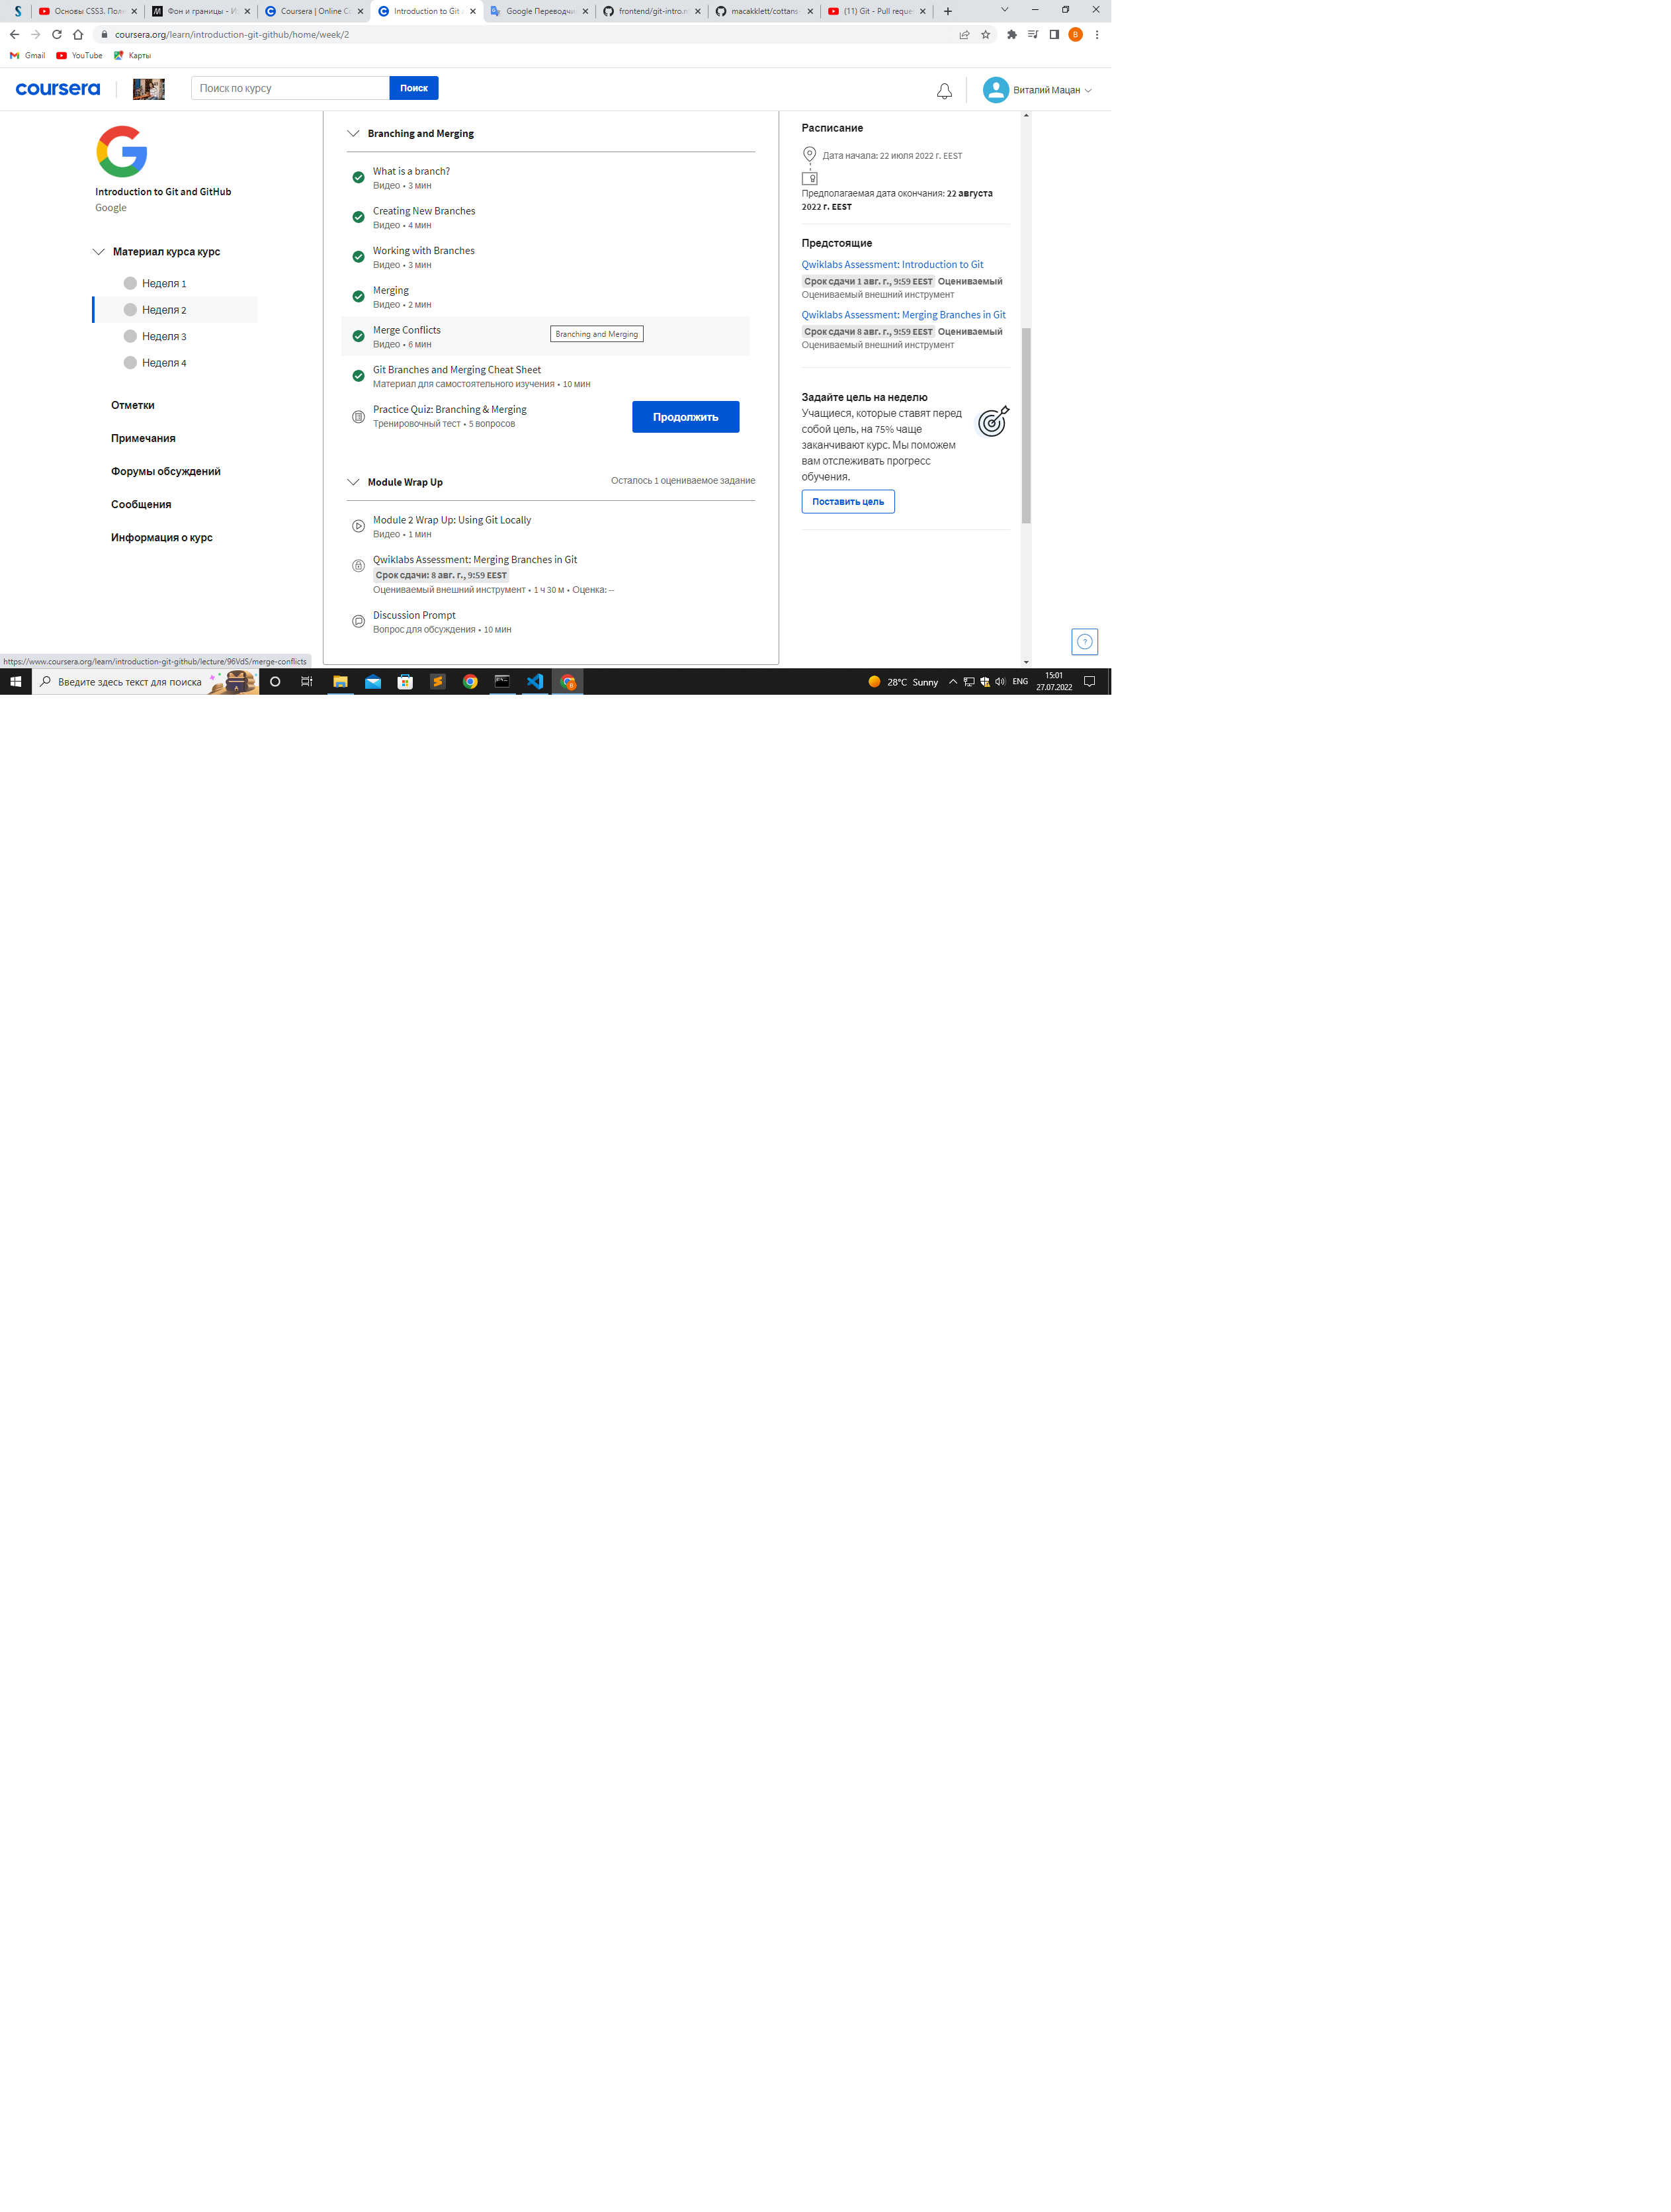 Основы CSS3. Пол
Фон и границы - И
Coursera | Online Co
Introduction to Git a
Google Переводчи
frontend/git-intro.m
macakklett/cottans
(11) Git - Pull reque
coursera.org/learn/introduction-git-github/home/week/2
B
Gmail
YouTube
Карты
coursera
Поиск по курсу
Поиск
Виталий Мацан
Introduction to Git and GitHub
Google
Материал курса курс
Неделя 1
Неделя 2
Неделя 3
Неделя 4
Отметки
Примечания
Форумы обсуждений
Сообщения
Информация о курс
Branching and Merging
What is a branch?
Видео • 3 мин
Creating New Branches
Видео • 4 мин
Working with Branches
Видео • 3 мин
Merging
Видео • 2 мин
Merge Conflicts
Видео • 6 мин
Branching and Merging
Git Branches and Merging Cheat Sheet
Материал для самостоятельного изучения • 10 мин
Practice Quiz: Branching & Merging
Тренировочный тест • 5 вопросов
Продолжить
Module Wrap Up
Осталось 1 оцениваемое задание
Module 2 Wrap Up: Using Git Locally
Видео • 1 мин
Qwiklabs Assessment: Merging Branches in Git
Срок сдачи: 8 авг. г., 9:59 EEST
Оцениваемый внешний инструмент • 1 ч 30 м • Оценка: --
Discussion Prompt
Вопрос для обсуждения • 10 мин
Расписание
Дата начала: 22 июля 2022 г. EEST
Предполагаемая дата окончания: 22 августа
2022 г. EEST
Предстоящие
Qwiklabs Assessment: Introduction to Git
Срок сдачи 1 авг. г., 9:59 EEST Оцениваемый
Оцениваемый внешний инструмент
Qwiklabs Assessment: Merging Branches in Git
Срок сдачи 8 авг. г., 9:59 EEST Оцениваемый
Оцениваемый внешний инструмент
Задайте цель на неделю
Учащиеся, которые ставят перед
собой цель, на 75% чаще
заканчивают курс. Мы поможем
вам отслеживать прогресс
обучения.
Поставить цель
https://www.coursera.org/learn/introduction-git-github/lecture/96VdS/merge-conflicts
Введите здесь текст для поиска
28°C Sunny
ENG
15:01
27.07.2022